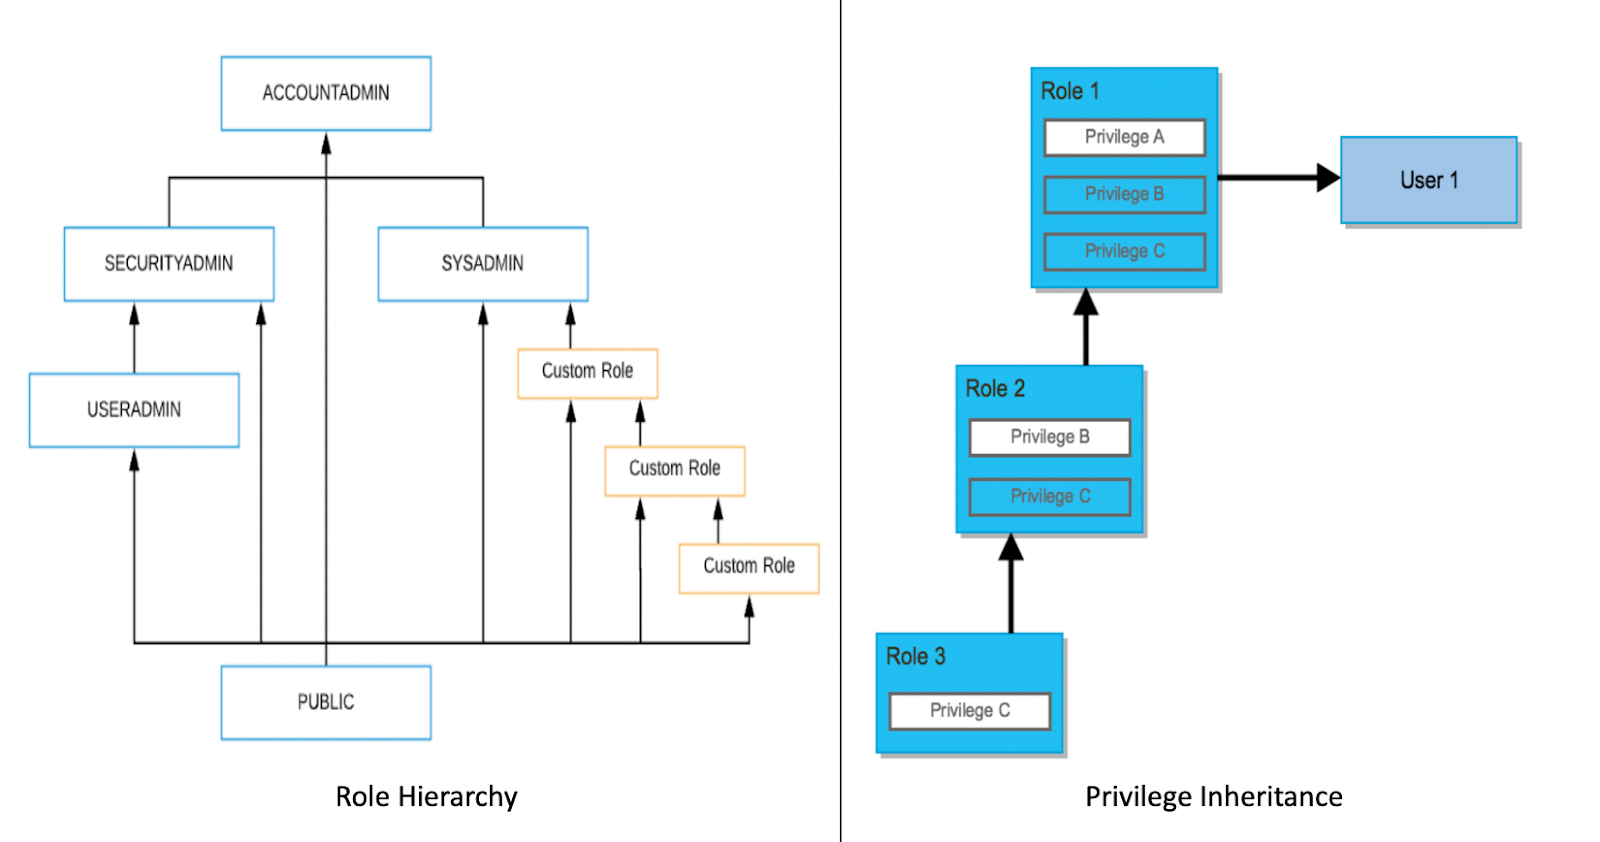 ACCOUNTADMIN
SECURITYADMIN
SYSADMIN
Custom Role
USERADMIN
Custom Role
Custom Role
PUBLIC
Role Hierarchy
Role 1
Privilege A
Privilege B
Privilege C
User 1
Role 2
Privilege B
Privilege C
Role 3
Privilege C
Privilege Inheritance